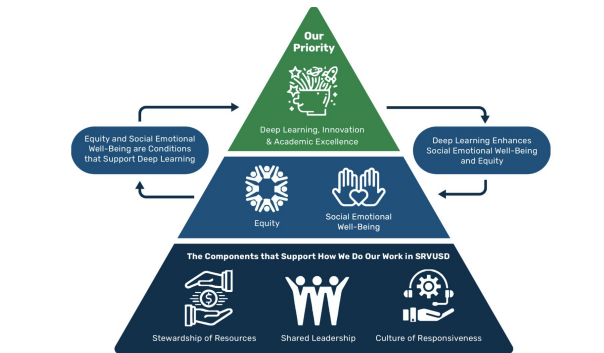 Our
Priority
Deep Learning, Innovation
& Academic Excellence
Equity and Social Emotional
Well-Being are Conditions
that Support Deep Learning
Deep Learning Enhances
Social Emotional Well-Being
and Equity
Equity
Social Emotional
Well-Being
The Components that Support How We Do Our Work in SRVUSD
$
Stewardship of Resources
Shared Leadership
Culture of Responsiveness